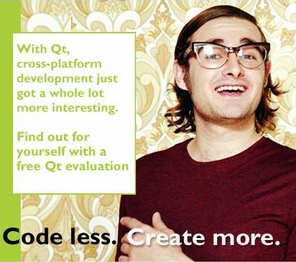 With Qt,
cross-platform
development just
got a whole lot
more interesting.
Find out for
yourself with a
free Qt evaluation
Code less. Create more.